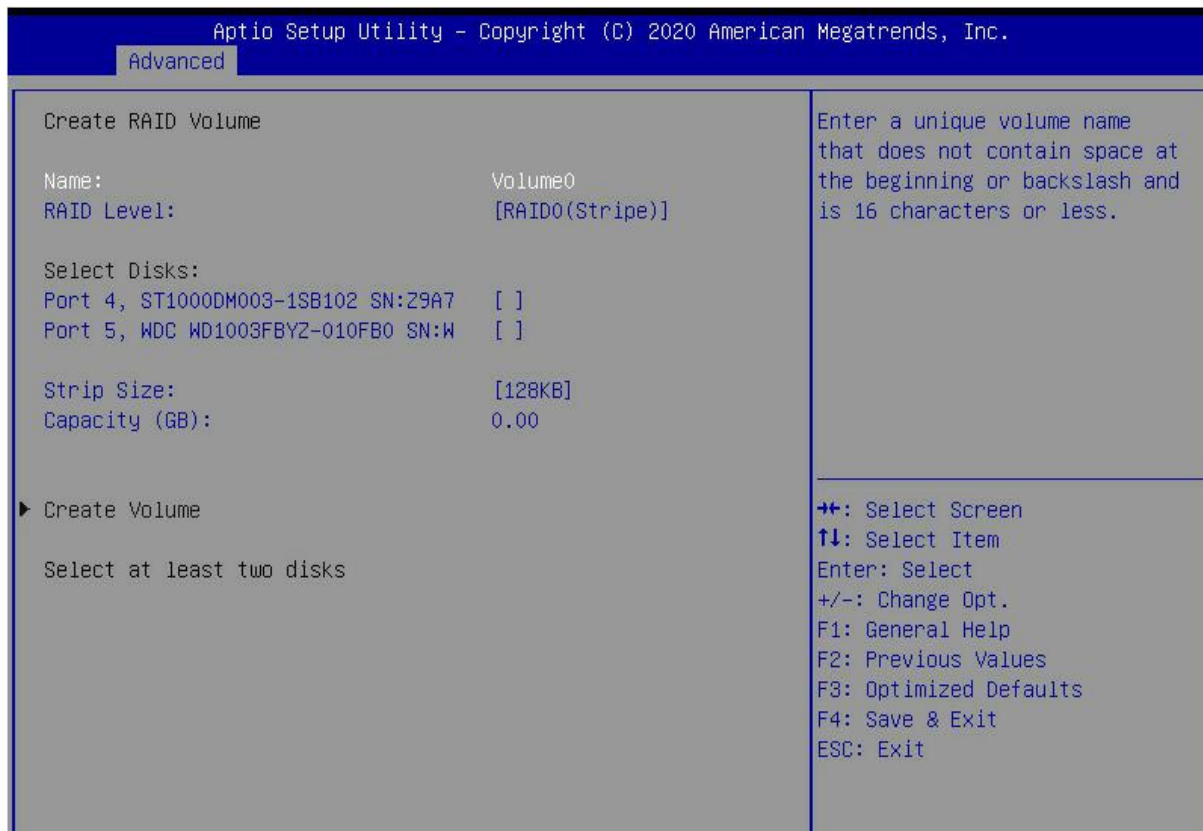 Aptio Setup Utility – Copyright (C) 2020 American Megatrends, Inc.
Advanced
Create RAID Volume
Name: Volume0
RAID Level: [RAID0(Stripe)]
Select Disks:
Port 4, ST1000DM003-1SB102 SN:Z9A7 [ ]
Port 5, WDC WD1003FBYZ-010FB0 SN:W [ ]
Strip Size: [128KB]
Capacity (GB): 0.00
▶ Create Volume
Select at least two disks
Enter a unique volume name
that does not contain space at
the beginning or backslash and
is 16 characters or less.
→←: Select Screen
↑↓: Select Item
Enter: Select
+/-: Change Opt.
F1: General Help
F2: Previous Values
F3: Optimized Defaults
F4: Save & Exit
ESC: Exit